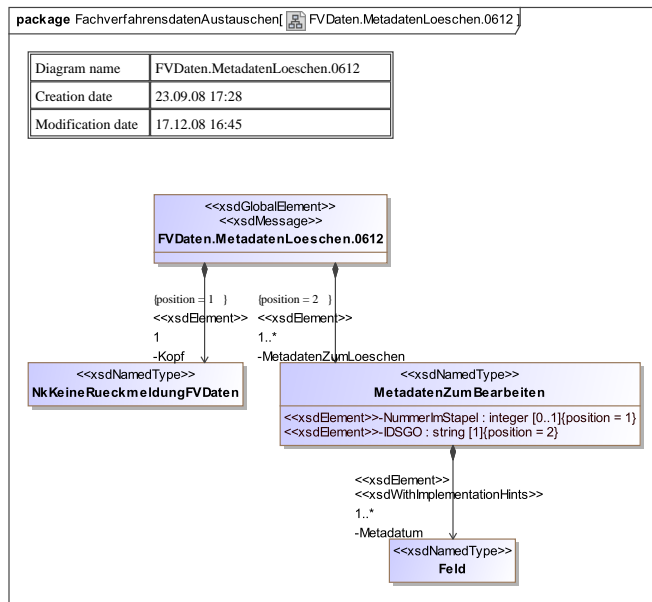 package FachverfahrensdatenAustauschen[ FVDaten.MetadatenLoeschen.0612 ]
Diagram name FVDaten.MetadatenLoeschen.0612
Creation date 23.09.08 17:28
Modification date 17.12.08 16:45
<<xsdGlobalElement>>
<<xsdMessage>>
FVDaten.MetadatenLoeschen.0612
{position = 1 } {position = 2 }
<<xsdElement>> <<xsdElement>>
1 1..*
-Kopf -MetadatenZumLoeschen
<<xsdNamedType>>
NkKeineRueckmeldungFVDaten
<<xsdNamedType>>
MetadatenZumBearbeiten
<<xsdElement>>-NummerImStapel : integer [0..1]{position = 1}
<<xsdElement>>-IDSGO : string [1]{position = 2}
<<xsdElement>>
<<xsdWithImplementationHints>>
1..*
-Metadatum
<<xsdNamedType>>
Feld